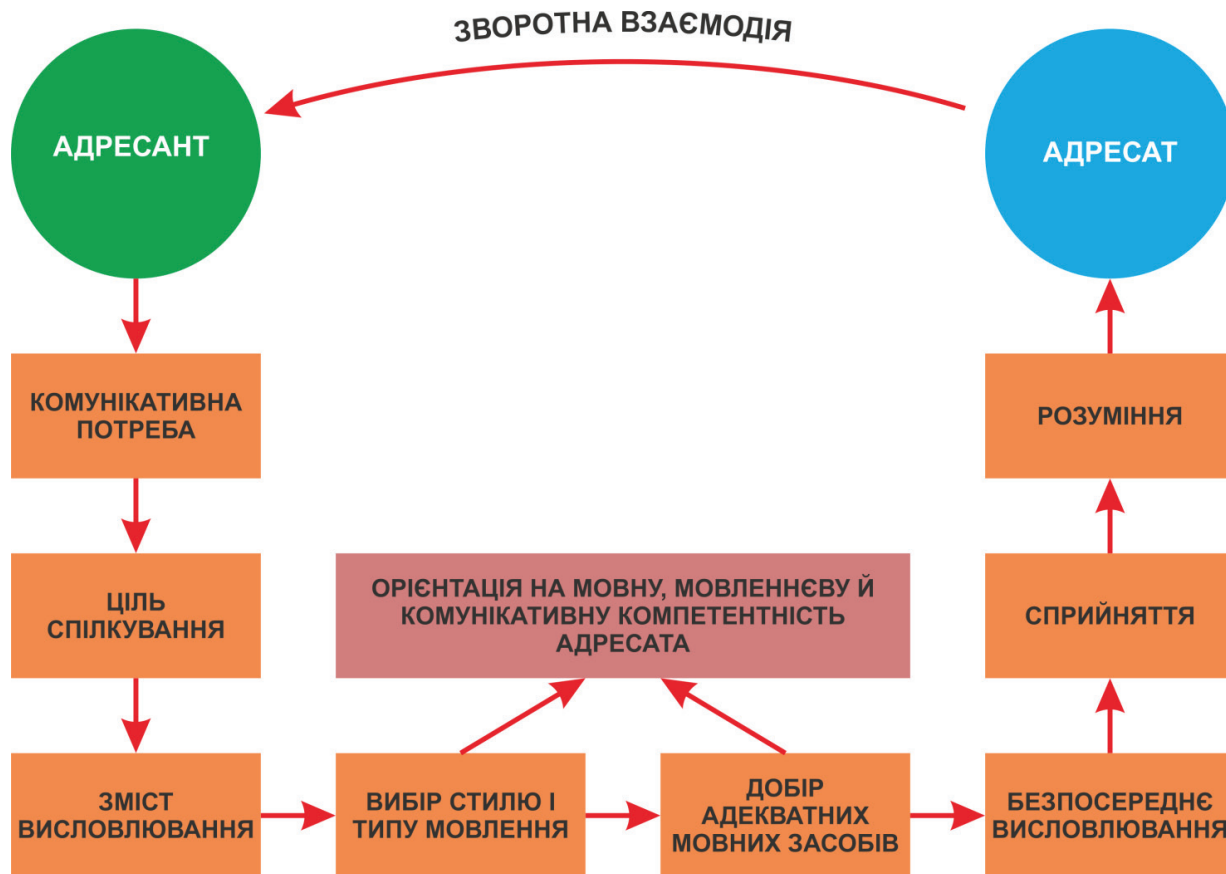 ЗВОРОТНА ВЗАЄМОДІЯ
АДРЕСАНТ
АДРЕСАТ
КОМУНІКАТИВНА
ПОТРЕБА
РОЗУМІННЯ
ЦІЛЬ
СПІЛКУВАННЯ
ОРІЄНТАЦІЯ НА МОВНУ, МОВЛЕННЄВУ Й
КОМУНІКАТИВНУ КОМПЕТЕНТНІСТЬ
АДРЕСАТА
СПРИЙНЯТТЯ
ЗМІСТ
ВИСЛОВЛЮВАННЯ
ВИБІР СТИЛЮ І
ТИПУ МОВЛЕННЯ
ДОБІР
АДЕКВАТНИХ
МОВНИХ ЗАСОБІВ
БЕЗПОСЕРЕДНЄ
ВИСЛОВЛЮВАННЯ